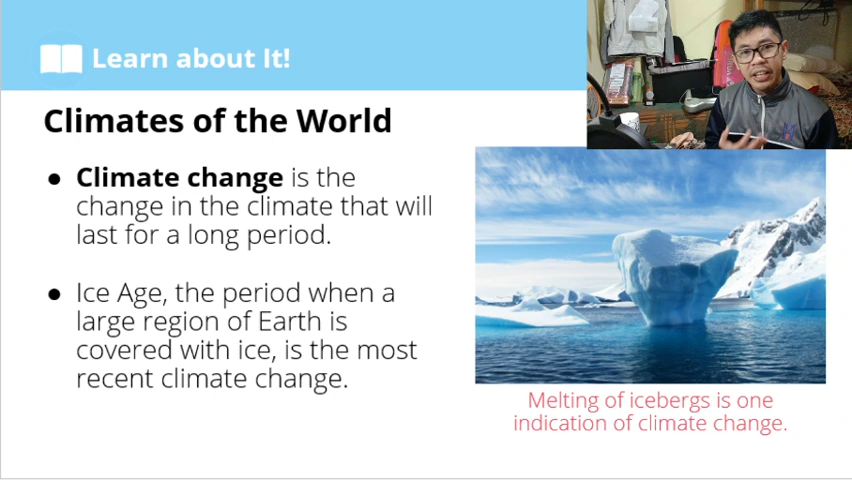 Learn about It!
Climates of the World
● Climate change is the
change in the climate that will
last for a long period.
● Ice Age, the period when a
large region of Earth is
covered with ice, is the most
recent climate change.
Melting of icebergs is one
indication of climate change.